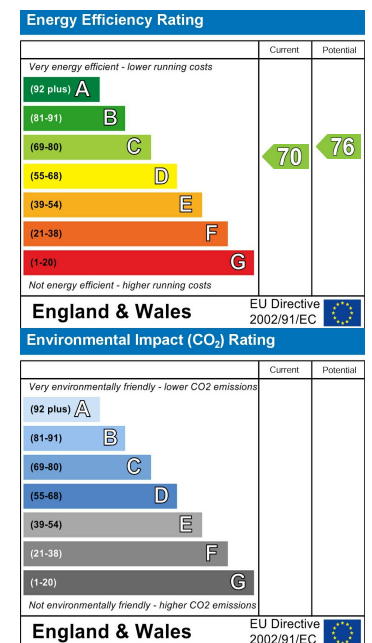 Energy Efficiency Rating
Current Potential
Very energy efficient - lower running costs
(92 plus) A
(81-91) B
(69-80) C
70 76
(55-68) D
(39-54) E
(21-38) F
(1-20) G
Not energy efficient - higher running costs
England & Wales
EU Directive
2002/91/EC
Environmental Impact (CO₂) Rating
Current Potential
Very environmentally friendly - lower CO2 emissions
(92 plus) A
(81-91) B
(69-80) C
(55-68) D
(39-54) E
(21-38) F
(1-20) G
Not environmentally friendly - higher CO2 emissions
England & Wales
EU Directive
2002/91/EC